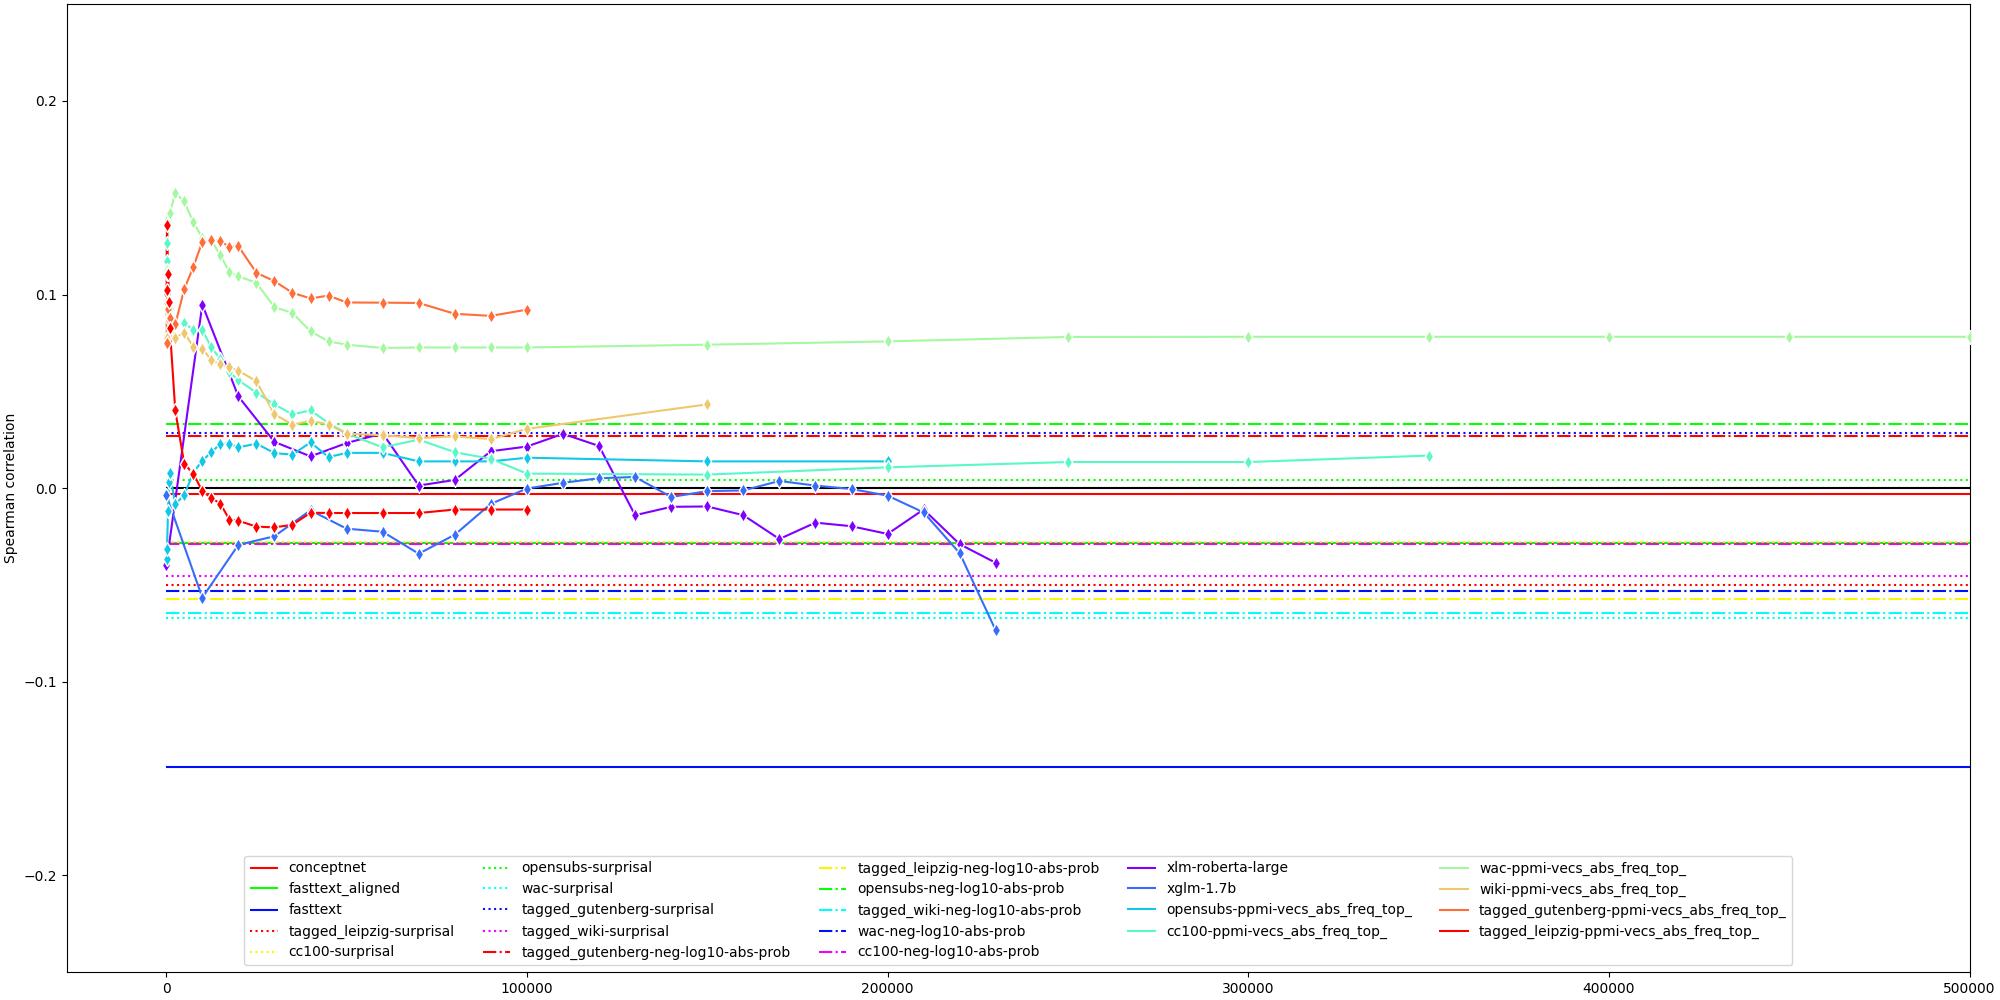 0.2
0.1
0.0
−0.1
−0.2
Spearman correlation
conceptnet
fasttext_aligned
fasttext
tagged_leipzig-surprisal
cc100-surprisal
opensubs-surprisal
wac-surprisal
tagged_gutenberg-surprisal
tagged_wiki-surprisal
tagged_gutenberg-neg-log10-abs-prob
tagged_leipzig-neg-log10-abs-prob
opensubs-neg-log10-abs-prob
tagged_wiki-neg-log10-abs-prob
wac-neg-log10-abs-prob
cc100-neg-log10-abs-prob
xlm-roberta-large
xglm-1.7b
opensubs-ppmi-vecs_abs_freq_top_
cc100-ppmi-vecs_abs_freq_top_
wac-ppmi-vecs_abs_freq_top_
wiki-ppmi-vecs_abs_freq_top_
tagged_gutenberg-ppmi-vecs_abs_freq_top_
tagged_leipzig-ppmi-vecs_abs_freq_top_
0
100000
200000
300000
400000
500000